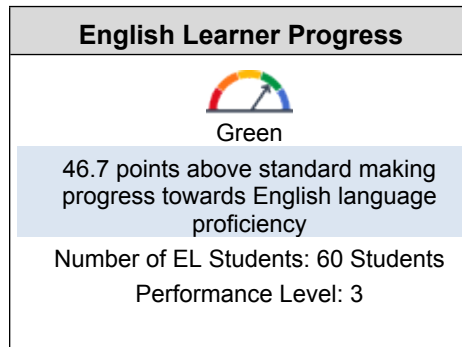 English Learner Progress
Green
46.7 points above standard making
progress towards English language
proficiency
Number of EL Students: 60 Students
Performance Level: 3